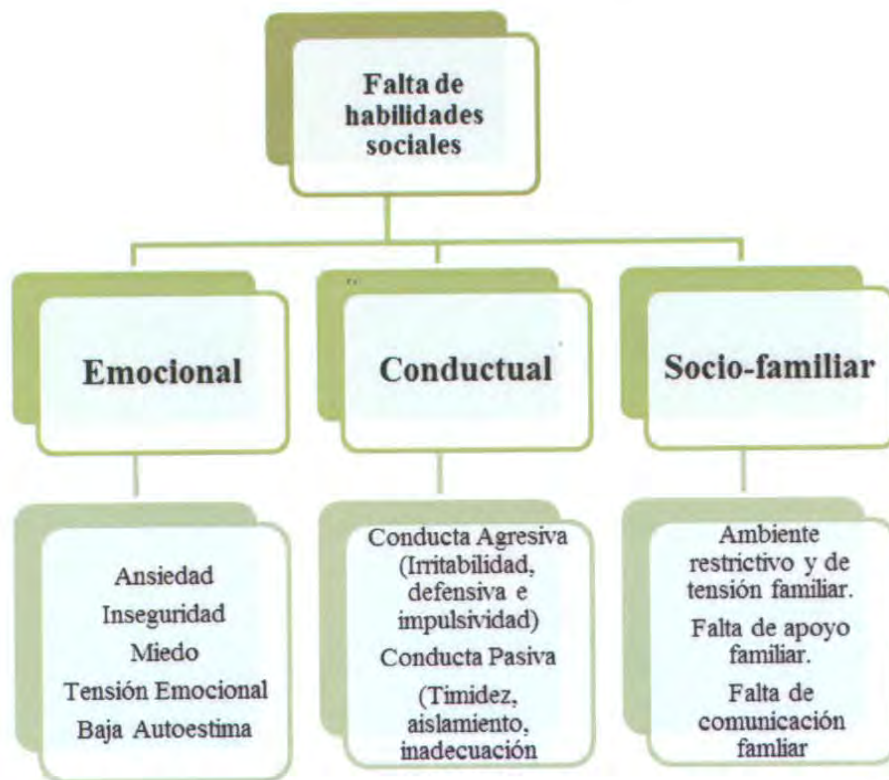 Falta de
habilidades
sociales
Emocional
Conductual
Socio-familiar
Ansiedad
Inseguridad
Miedo
Tensión Emocional
Baja Autoestima
Conducta Agresiva
(Irritabilidad,
defensiva e
impulsividad)
Conducta Pasiva
(Timidez,
aislamiento,
inadecuación
Ambiente
restrictivo y de
tensión familiar.
Falta de apoyo
familiar.
Falta de
comunicación
famliar